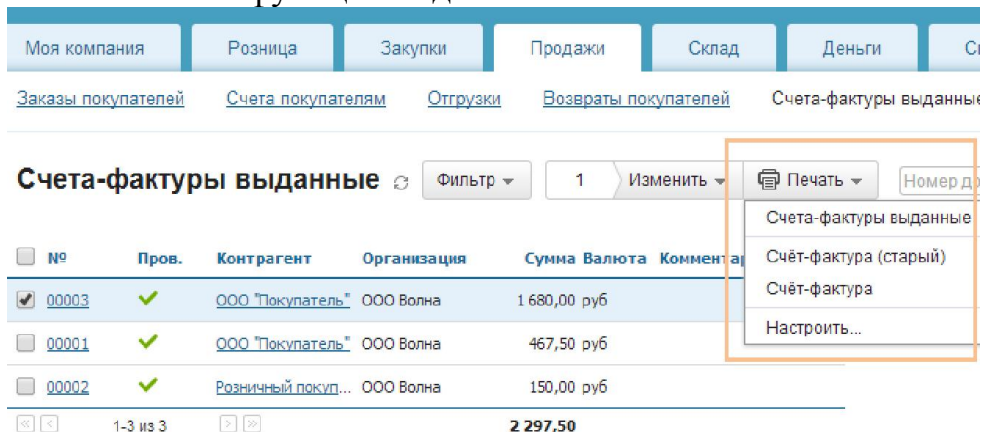 Моя компания Розница Закупки Продажи Склад Деньги
Заказы покупателей Счета покупателям Отгрузки Возвраты покупателей Счета-фактуры выданные
Счета-фактуры выданные Фильтр 1 Изменить Печать Номер
Счета-фактуры выданные
Счёт-фактура (старый)
Счёт-фактура
Настроить...
№ Пров. Контрагент Организация Сумма Валюта
00003 ООО "Покупатель" ООО Волна 1 680,00 руб
00001 ООО "Покупатель" ООО Волна 467,50 руб
00002 Розничный покуп... ООО Волна 150,00 руб
1-3 из 3 2 297,50